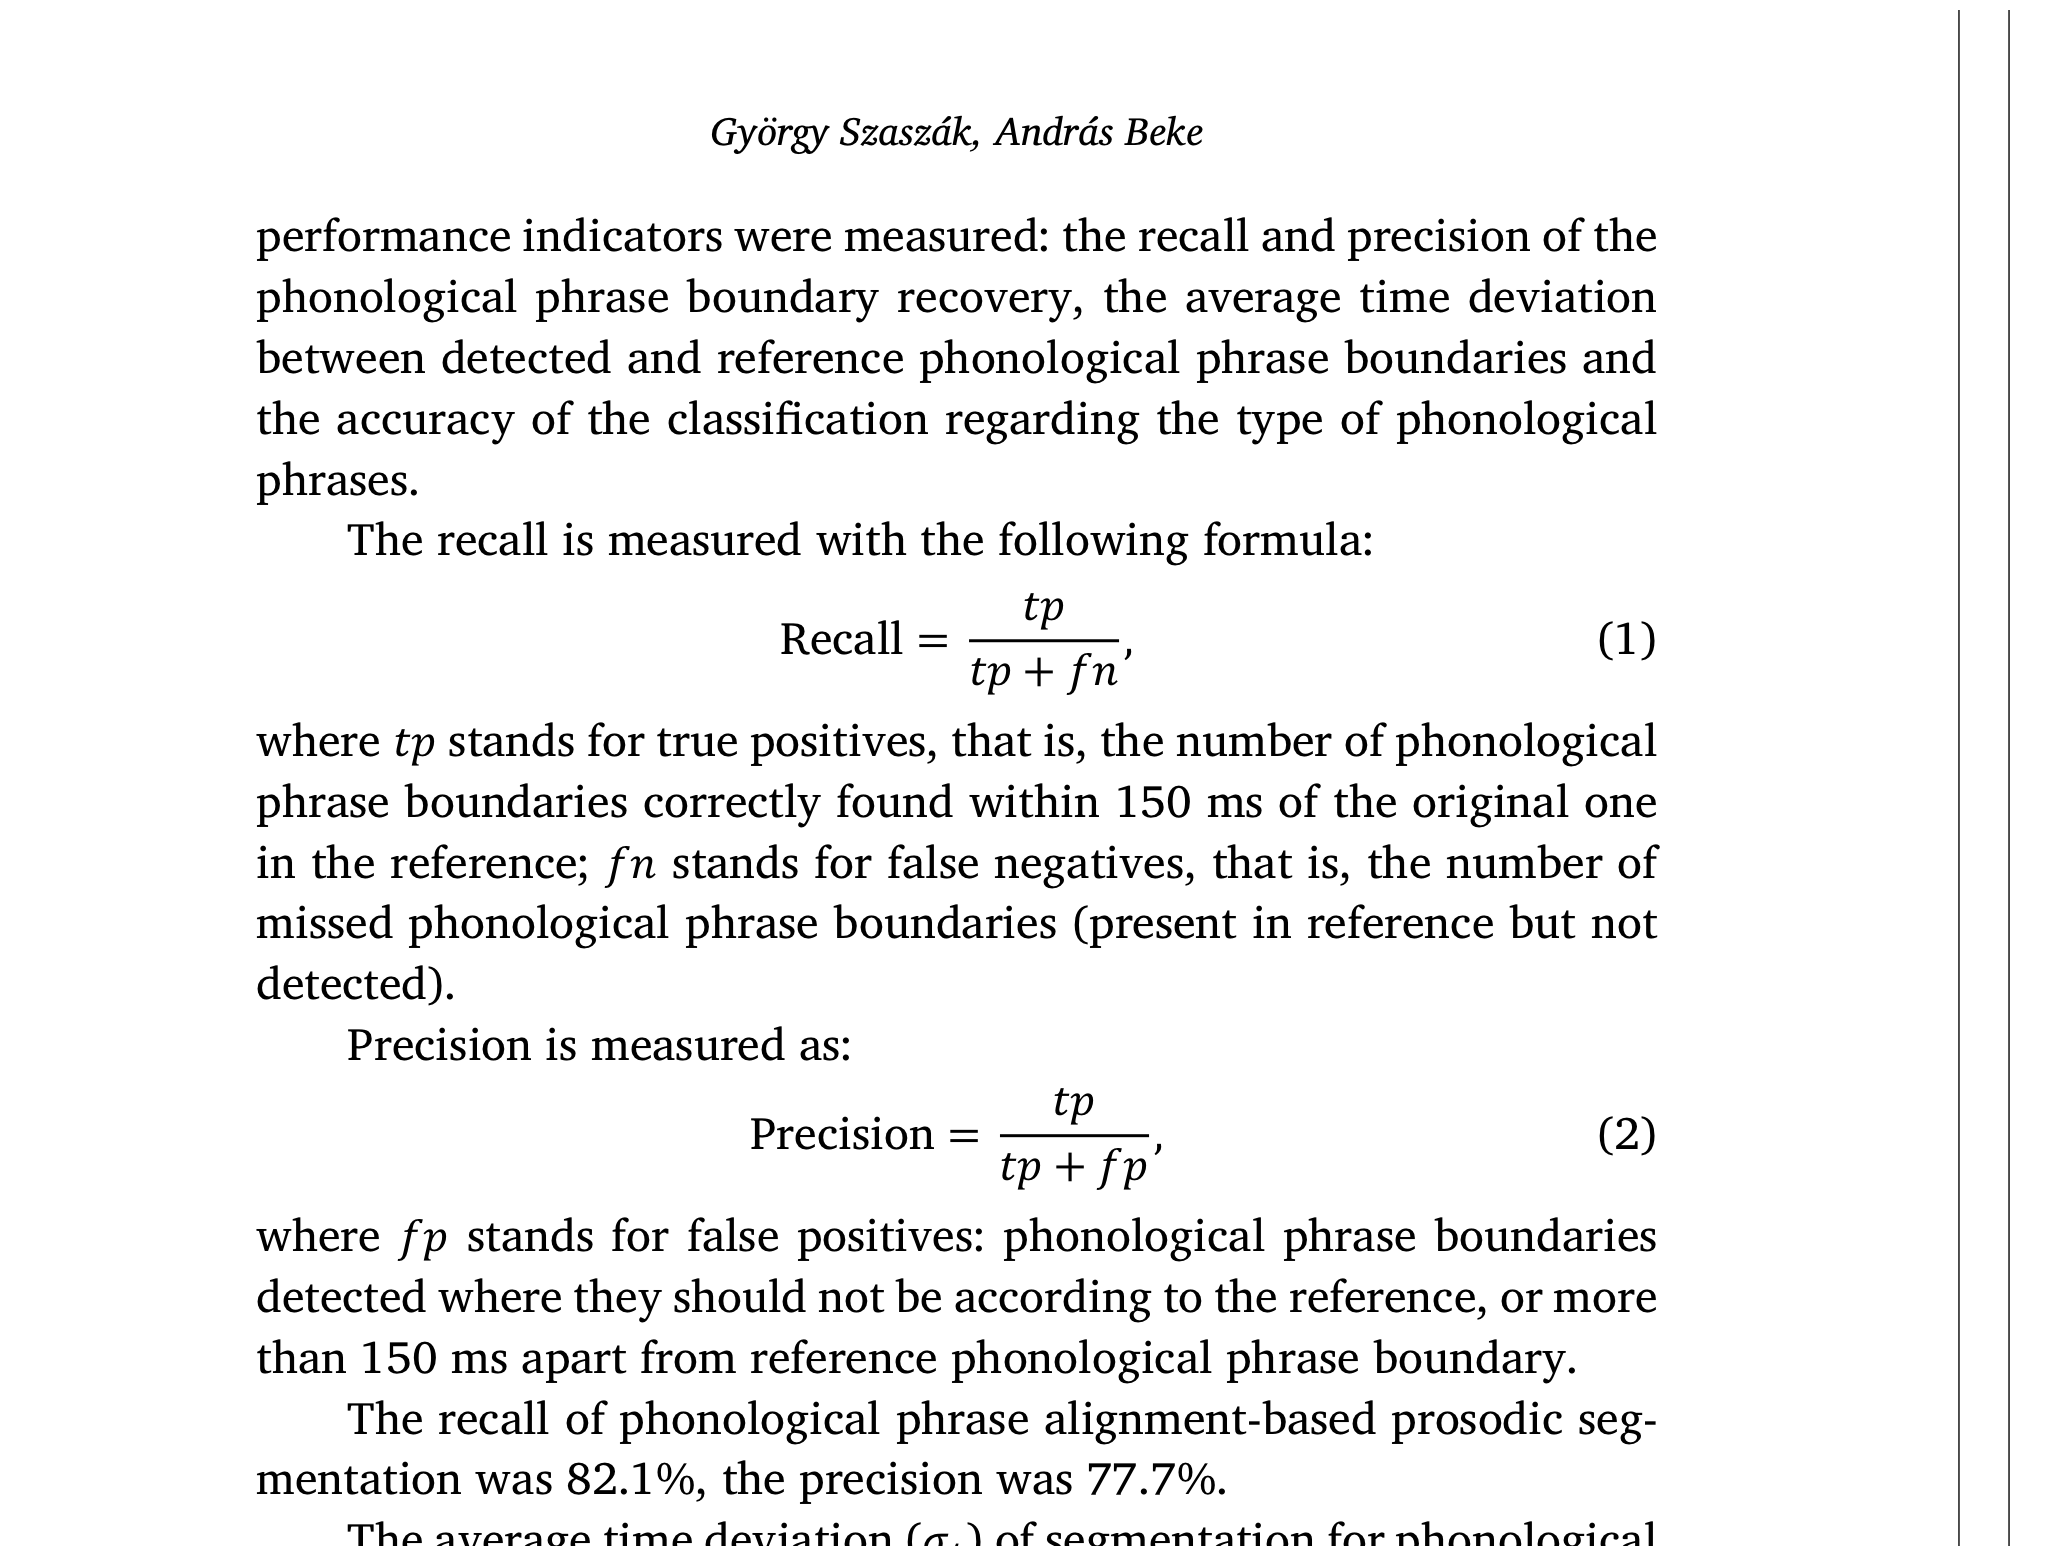 György Szaszák, András Beke
performance indicators were measured: the recall and precision of the
phonological phrase boundary recovery, the average time deviation
between detected and reference phonological phrase boundaries and
the accuracy of the classification regarding the type of phonological
phrases.
The recall is measured with the following formula:
Recall = tp / (tp + fn), (1)
where tp stands for true positives, that is, the number of phonological
phrase boundaries correctly found within 150 ms of the original one
in the reference; fn stands for false negatives, that is, the number of
missed phonological phrase boundaries (present in reference but not
detected).
Precision is measured as:
Precision = tp / (tp + fp), (2)
where fp stands for false positives: phonological phrase boundaries
detected where they should not be according to the reference, or more
than 150 ms apart from reference phonological phrase boundary.
The recall of phonological phrase alignment-based prosodic seg-
mentation was 82.1%, the precision was 77.7%.
The average time deviation (σₜ) of segmentation for phonological